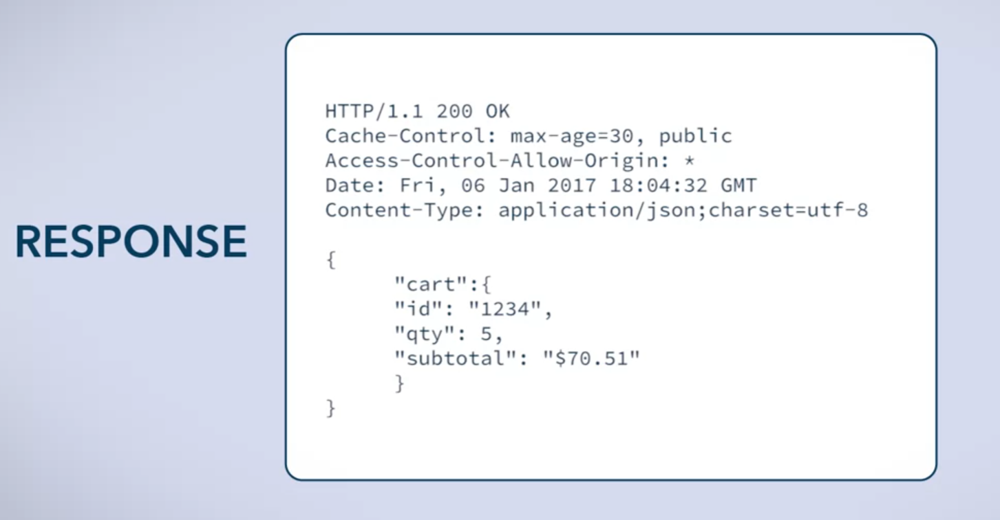 RESPONSE
HTTP/1.1 200 OK
Cache-Control: max-age=30, public
Access-Control-Allow-Origin: *
Date: Fri, 06 Jan 2017 18:04:32 GMT
Content-Type: application/json;charset=utf-8

{
      "cart":{
      "id": "1234",
      "qty": 5,
      "subtotal": "$70.51"
      }
}